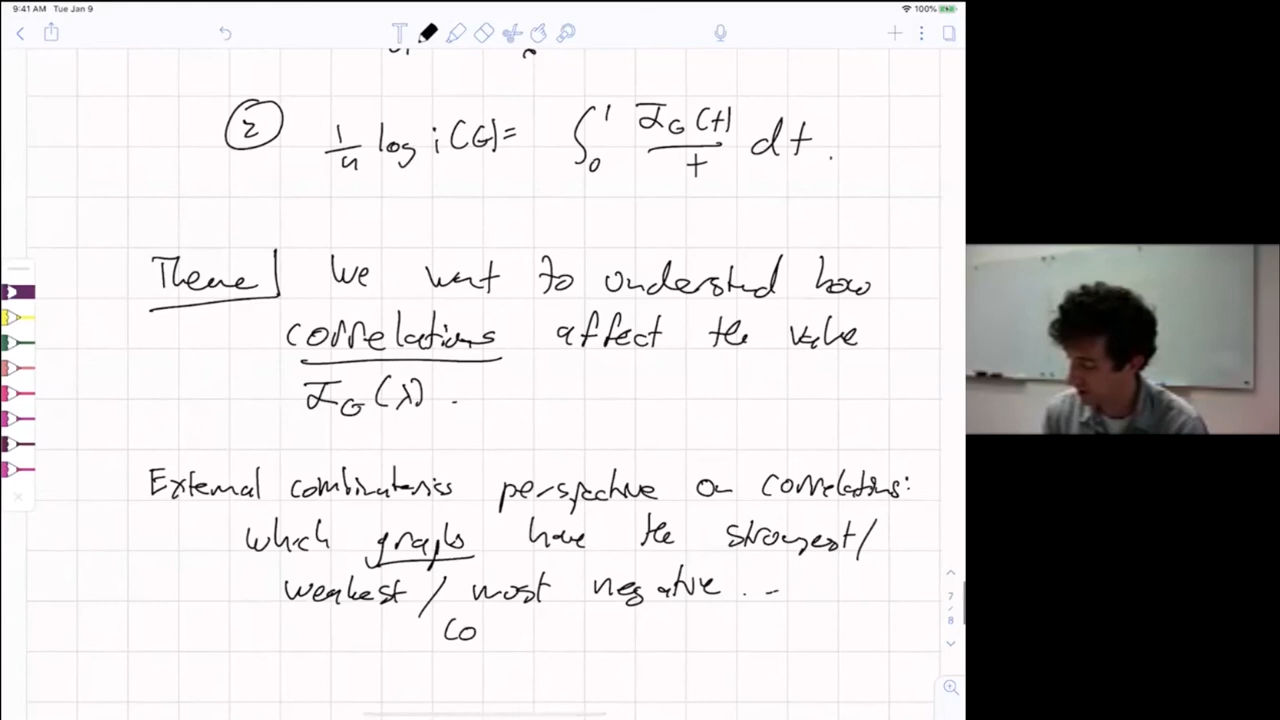 9:41 AM Tue Jan 9
100%
② 1/n log i(G) = ∫₀¹ I_G(t)/t dt.
Theme We want to understand how
correlations affect the value
I_G(λ).
Extremal combinatorics perspective on correlations:
which graphs have the strongest/
weakest/ most negative...
co
7
/
8